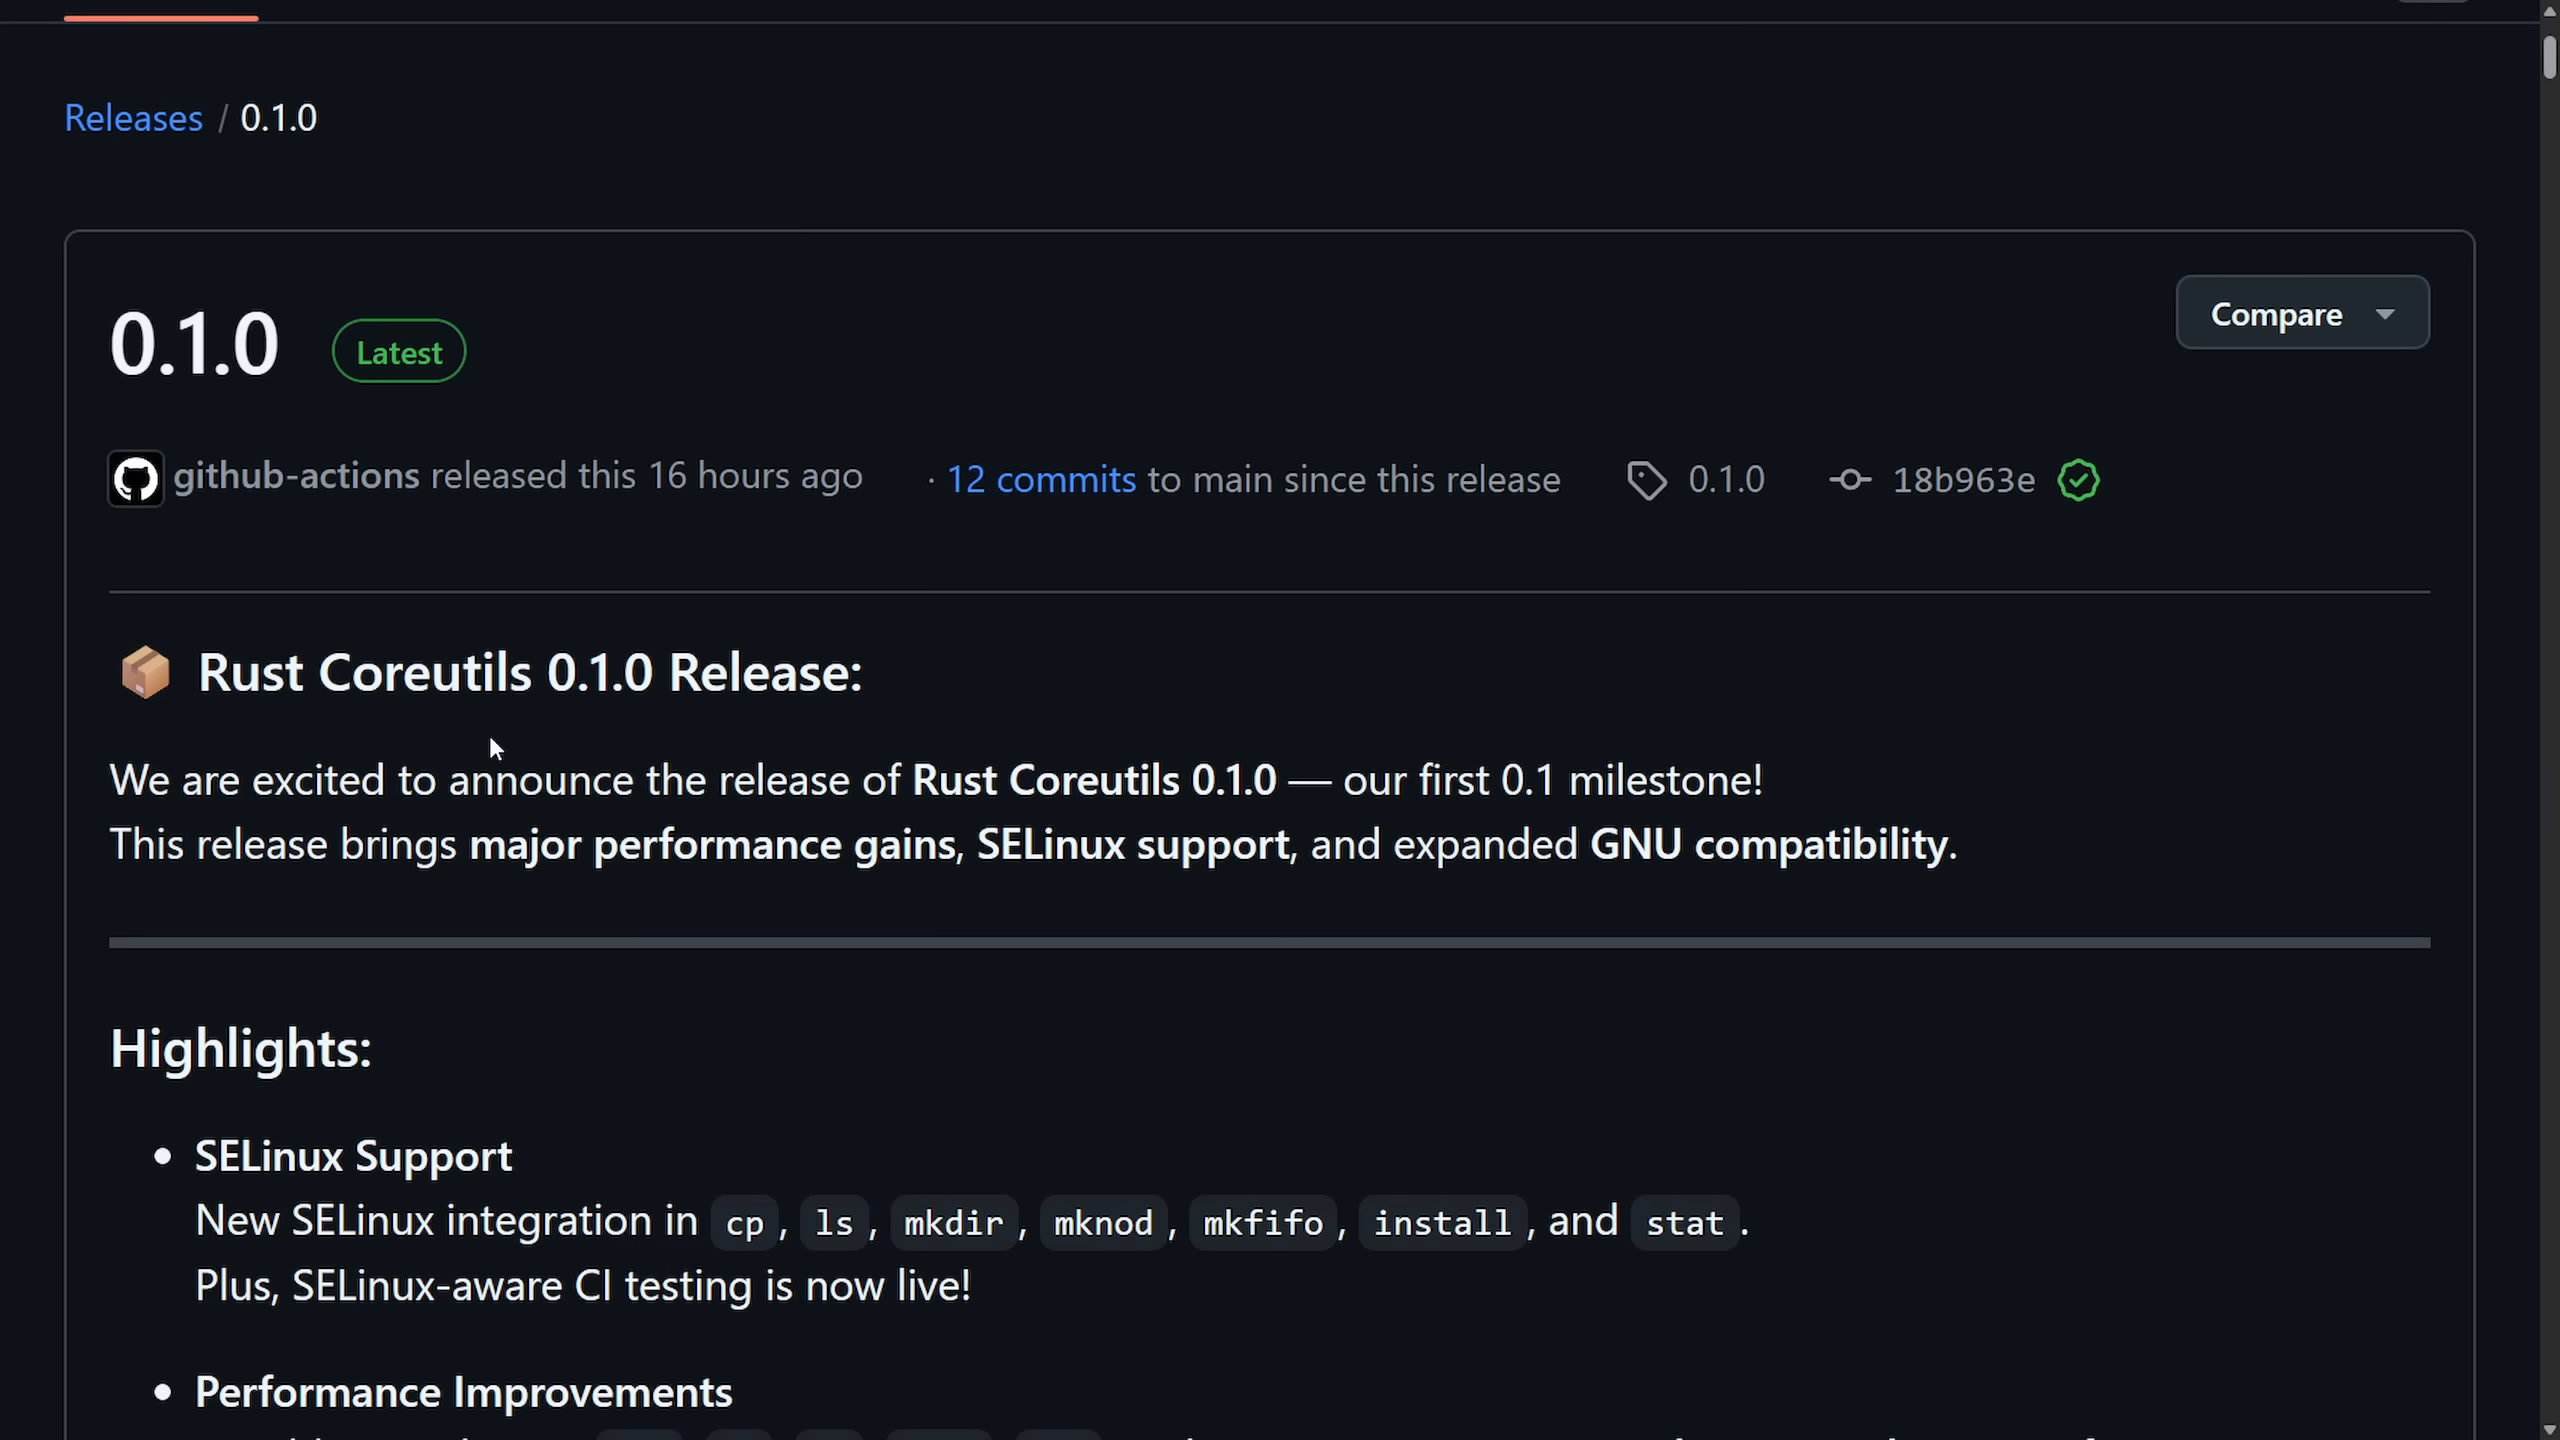 Releases / 0.1.0
0.1.0 Latest
Compare
github-actions released this 16 hours ago · 12 commits to main since this release 0.1.0 18b963e
📦 Rust Coreutils 0.1.0 Release:
We are excited to announce the release of Rust Coreutils 0.1.0 — our first 0.1 milestone!
This release brings major performance gains, SELinux support, and expanded GNU compatibility.
Highlights:
• SELinux Support
New SELinux integration in cp, ls, mkdir, mknod, mkfifo, install, and stat.
Plus, SELinux-aware CI testing is now live!
• Performance Improvements